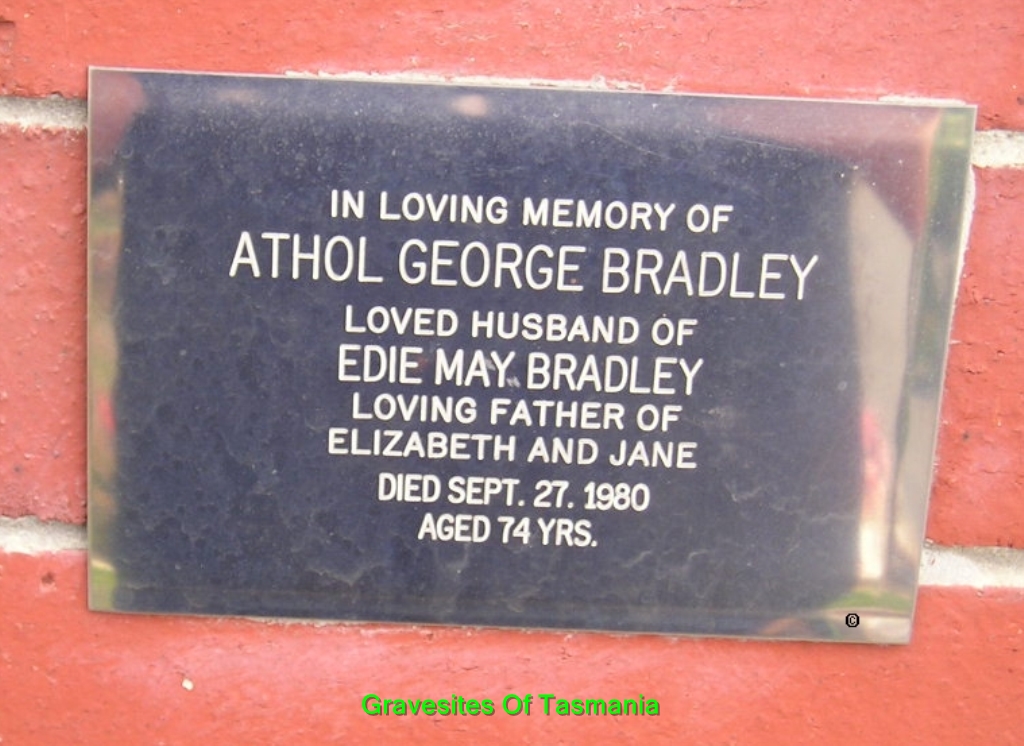 IN LOVING MEMORY OF
ATHOL GEORGE BRADLEY
LOVED HUSBAND OF
EDIE MAY BRADLEY
LOVING FATHER OF
ELIZABETH AND JANE
DIED SEPT. 27. 1980
AGED 74 YRS.
©
Gravesites Of Tasmania